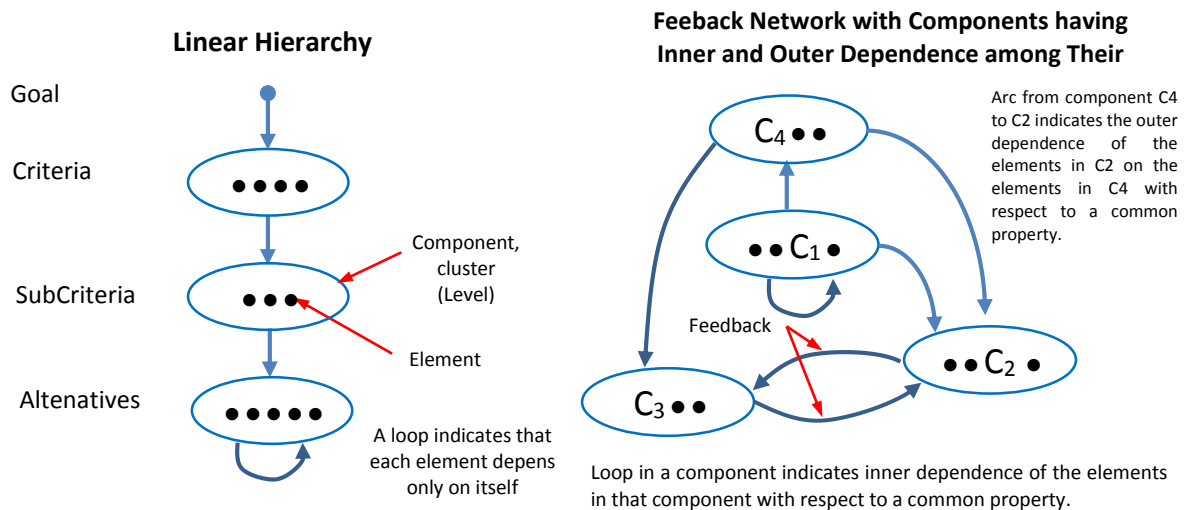 Linear Hierarchy
Goal
Criteria
SubCriteria
Altenatives
Component,
cluster
(Level)
Element
A loop indicates that
each element depens
only on itself
Feeback Network with Components having
Inner and Outer Dependence among Their
C4
C1
C2
C3
Feedback
Arc from component C4
to C2 indicates the outer
dependence of the
elements in C2 on the
elements in C4 with
respect to a common
property.
Loop in a component indicates inner dependence of the elements
in that component with respect to a common property.